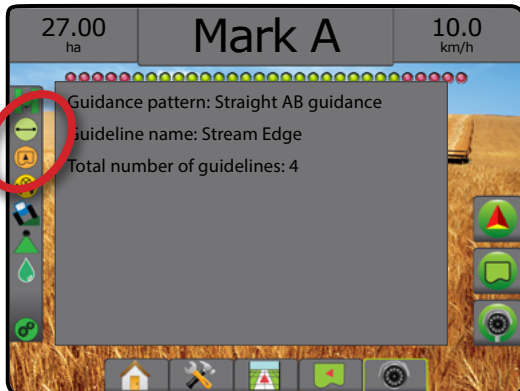 27.00
ha
Mark A
10.0
km/h
Guidance pattern: Straight AB guidance
Guideline name: Stream Edge
Total number of guidelines: 4